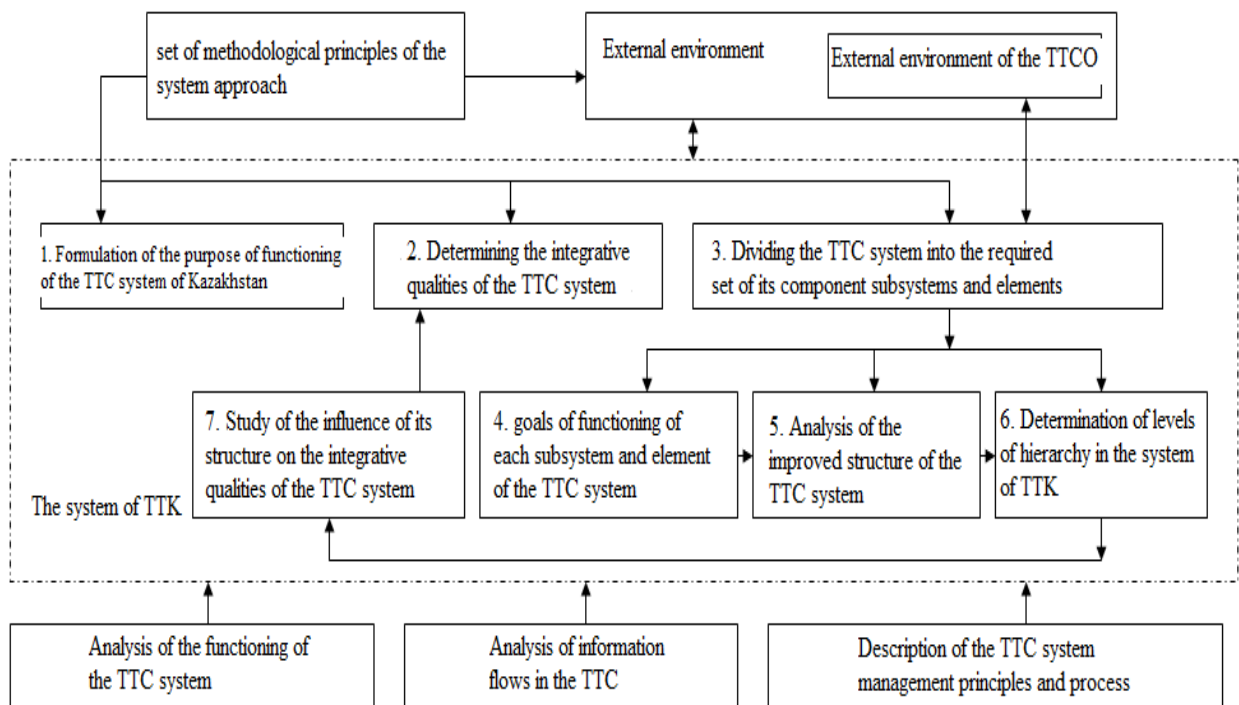 set of methodological principles of the
system approach
External environment
External environment of the TTCO
1. Formulation of the purpose of functioning
of the TTC system of Kazakhstan
2. Determining the integrative
qualities of the TTC system
3. Dividing the TTC system into the required
set of its component subsystems and elements
7. Study of the influence of its
structure on the integrative
qualities of the TTC system
4. goals of functioning of
each subsystem and element
of the TTC system
5. Analysis of the
improved structure of the
TTC system
6. Determination of levels
of hierarchy in the system
of TTK
The system of TTK
Analysis of the functioning of
the TTC system
Analysis of information
flows in the TTC
Description of the TTC system
management principles and process